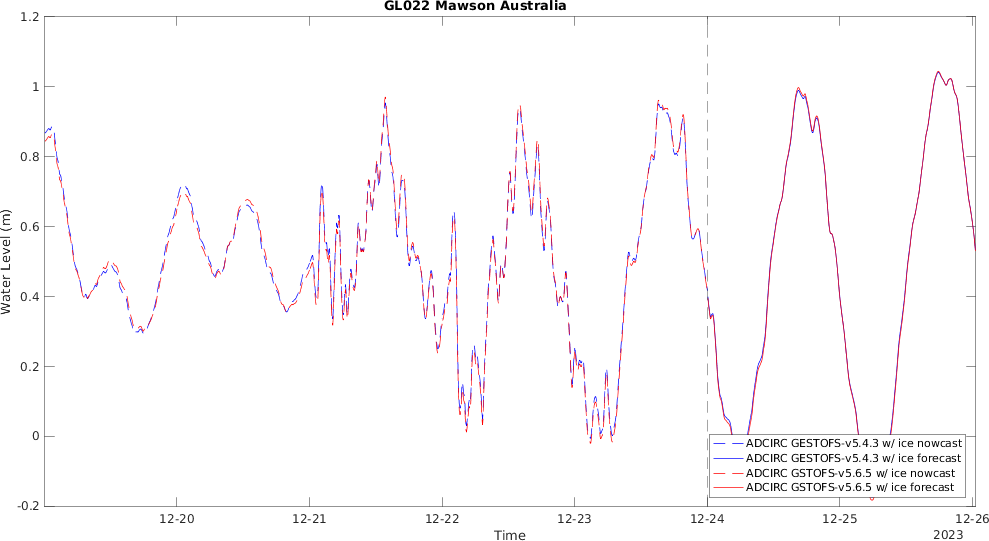 GL022 Mawson Australia
1.2
1
0.8
0.6
0.4
0.2
0
-0.2
Water Level (m)
12-20
12-21
12-22
12-23
12-24
12-25
12-26
Time
2023
ADCIRC GESTOFS-v5.4.3 w/ ice nowcast
ADCIRC GESTOFS-v5.4.3 w/ ice forecast
ADCIRC GSTOFS-v5.6.5 w/ ice nowcast
ADCIRC GSTOFS-v5.6.5 w/ ice forecast